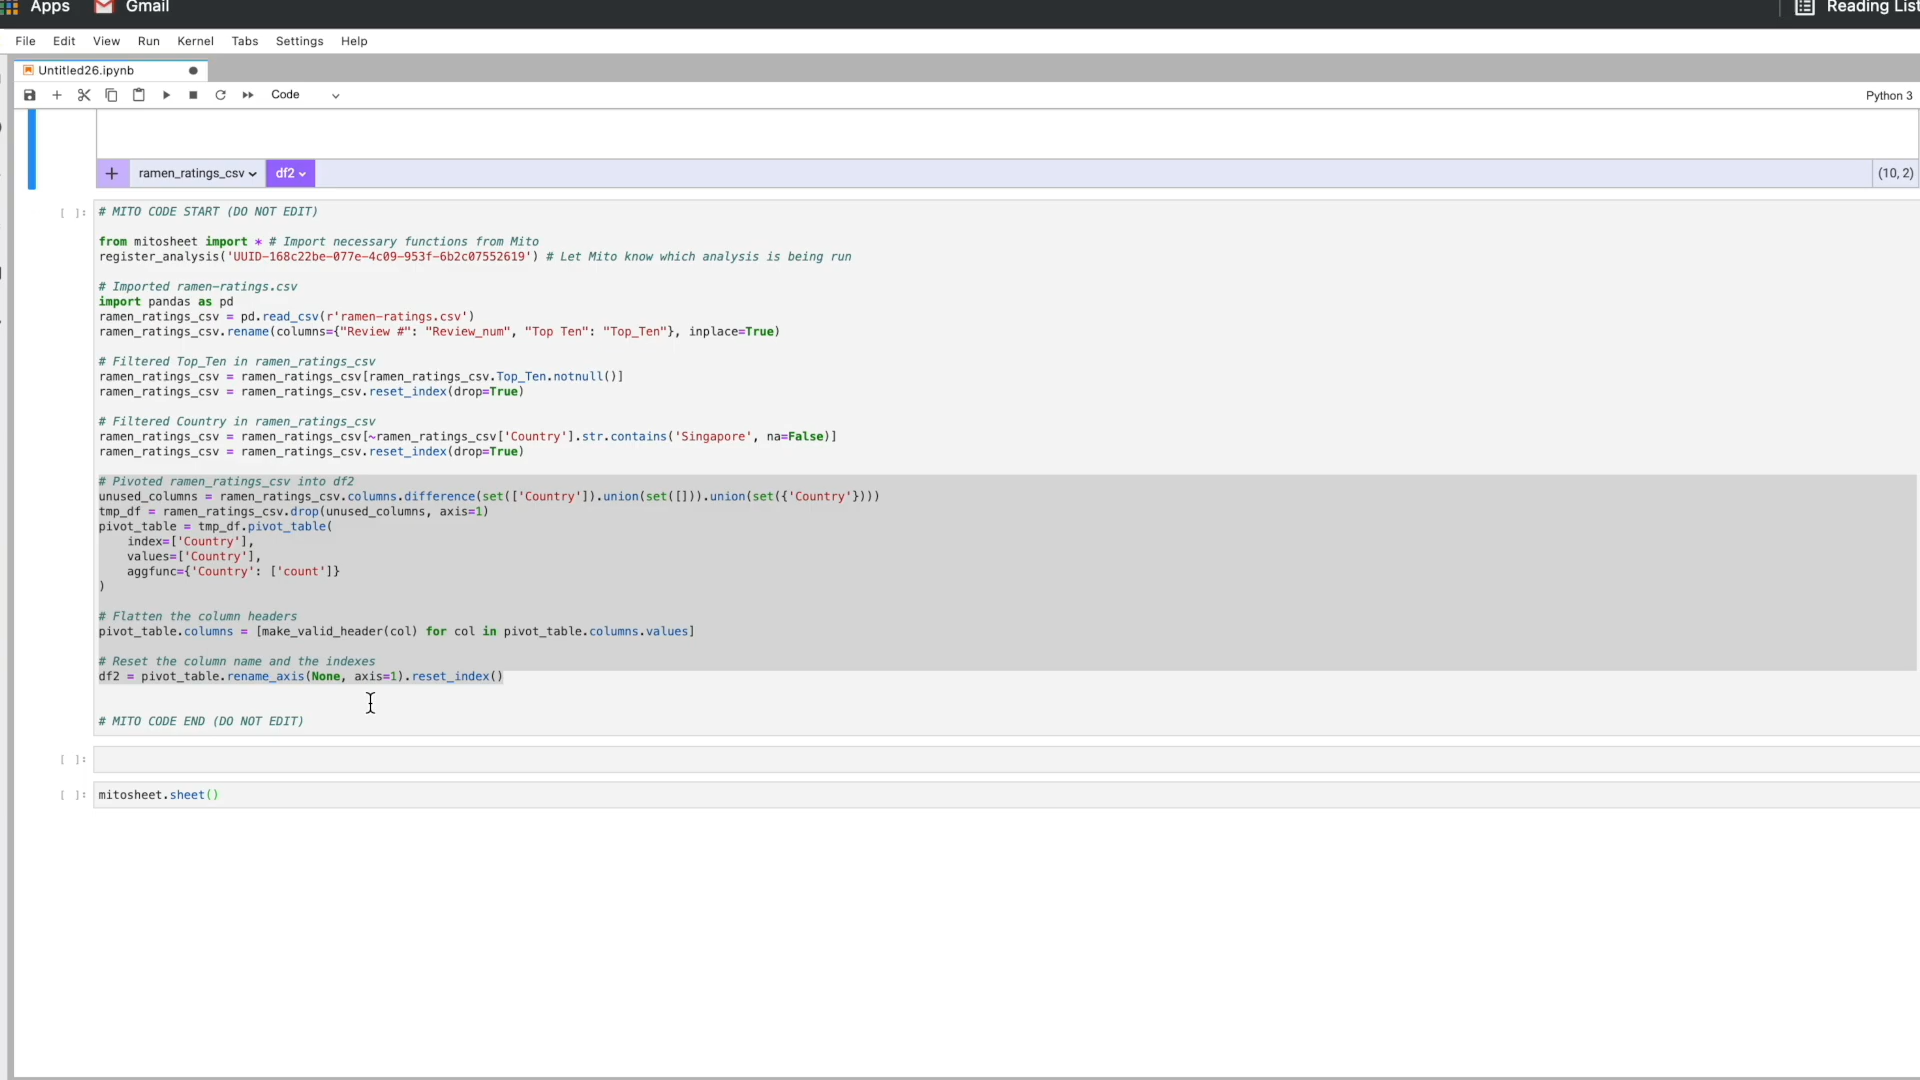 Apps Gmail Reading List
File Edit View Run Kernel Tabs Settings Help
Untitled26.ipynb
Code Python 3
+ ramen_ratings_csv df2 (10, 2)
[ ]: # MITO CODE START (DO NOT EDIT)
from mitosheet import * # Import necessary functions from Mito
register_analysis('UUID-168c22be-077e-4c09-953f-6b2c07552619') # Let Mito know which analysis is being run
# Imported ramen-ratings.csv
import pandas as pd
ramen_ratings_csv = pd.read_csv(r'ramen-ratings.csv')
ramen_ratings_csv.rename(columns={"Review #": "Review_num", "Top Ten": "Top_Ten"}, inplace=True)
# Filtered Top_Ten in ramen_ratings_csv
ramen_ratings_csv = ramen_ratings_csv[ramen_ratings_csv.Top_Ten.notnull()]
ramen_ratings_csv = ramen_ratings_csv.reset_index(drop=True)
# Filtered Country in ramen_ratings_csv
ramen_ratings_csv = ramen_ratings_csv[~ramen_ratings_csv['Country'].str.contains('Singapore', na=False)]
ramen_ratings_csv = ramen_ratings_csv.reset_index(drop=True)
# Pivoted ramen_ratings_csv into df2
unused_columns = ramen_ratings_csv.columns.difference(set(['Country']).union(set([])).union(set({'Country'})))
tmp_df = ramen_ratings_csv.drop(unused_columns, axis=1)
pivot_table = tmp_df.pivot_table(
    index=['Country'],
    values=['Country'],
    aggfunc={'Country': ['count']}
)
# Flatten the column headers
pivot_table.columns = [make_valid_header(col) for col in pivot_table.columns.values]
# Reset the column name and the indexes
df2 = pivot_table.rename_axis(None, axis=1).reset_index()
# MITO CODE END (DO NOT EDIT)
[ ]:
[ ]: mitosheet.sheet()